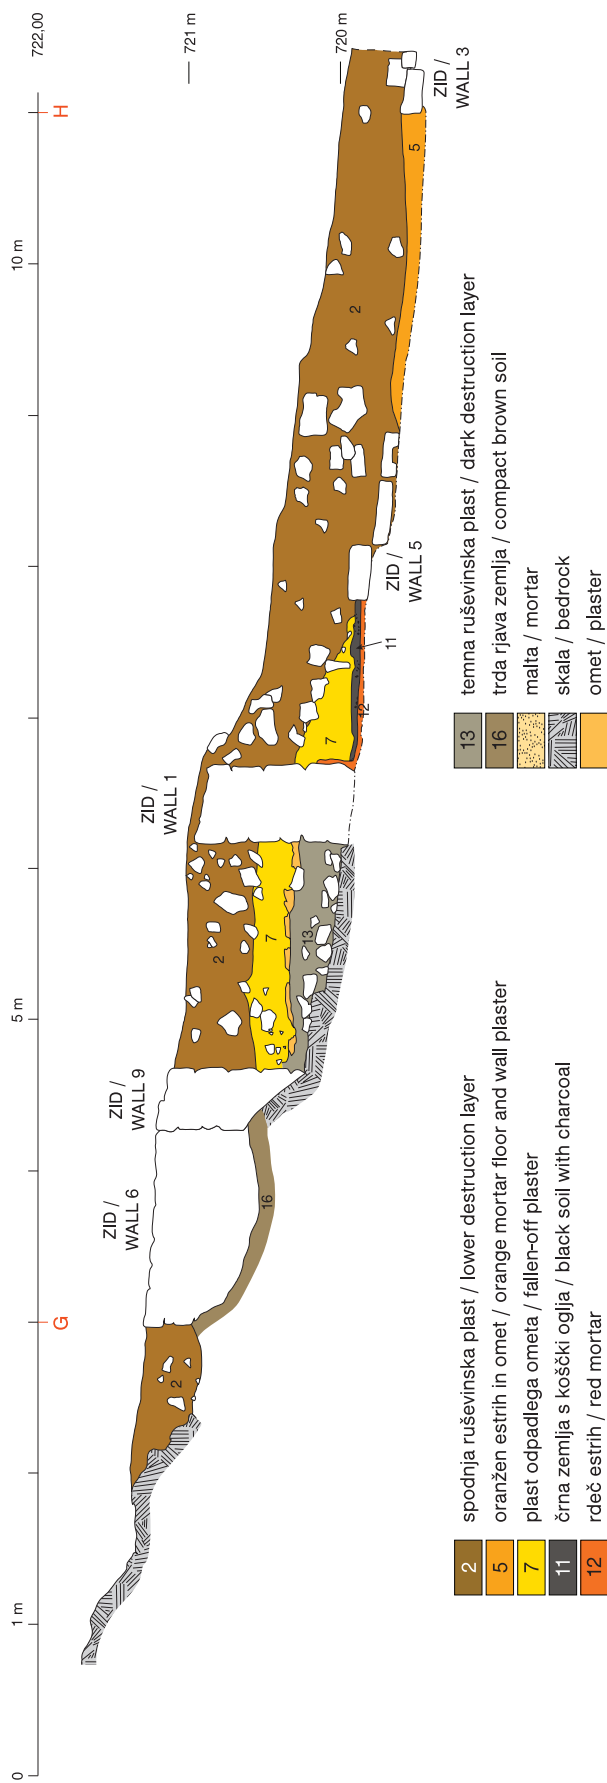 0
1 m
5 m
10 m
G
H
722,00
721 m
720 m
ZID /
WALL 6
ZID /
WALL 9
ZID /
WALL 1
ZID /
WALL 5
ZID /
WALL 3
2
16
2
7
13
7
12
11
2
5
2 spodnja ruševinska plast / lower destruction layer
5 oranžen estrih in omet / orange mortar floor and wall plaster
7 plast odpadlega ometa / fallen-off plaster
11 črna zemlja s koščki oglja / black soil with charcoal
12 rdeč estrih / red mortar
13 temna ruševinska plast / dark destruction layer
16 trda rjava zemlja / compact brown soil
malta / mortar
skala / bedrock
omet / plaster